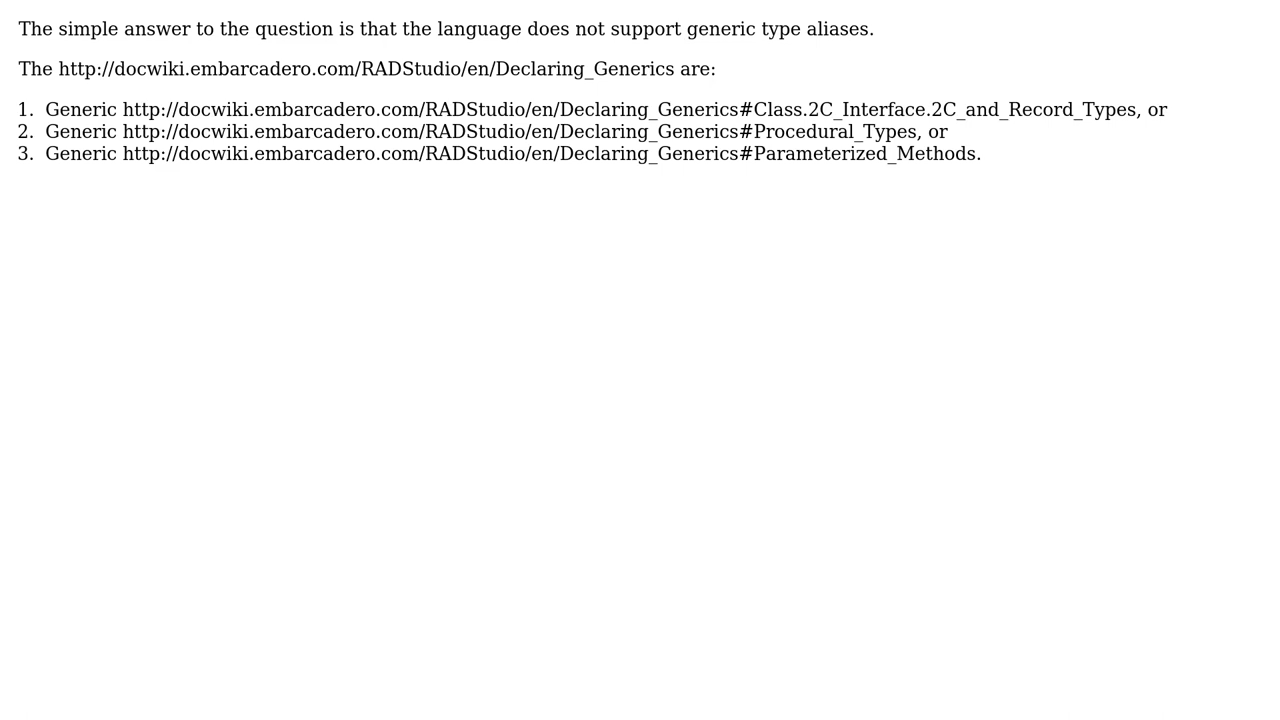 The simple answer to the question is that the language does not support generic type aliases.
The http://docwiki.embarcadero.com/RADStudio/en/Declaring_Generics are:
1. Generic http://docwiki.embarcadero.com/RADStudio/en/Declaring_Generics#Class.2C_Interface.2C_and_Record_Types, or
2. Generic http://docwiki.embarcadero.com/RADStudio/en/Declaring_Generics#Procedural_Types, or
3. Generic http://docwiki.embarcadero.com/RADStudio/en/Declaring_Generics#Parameterized_Methods.